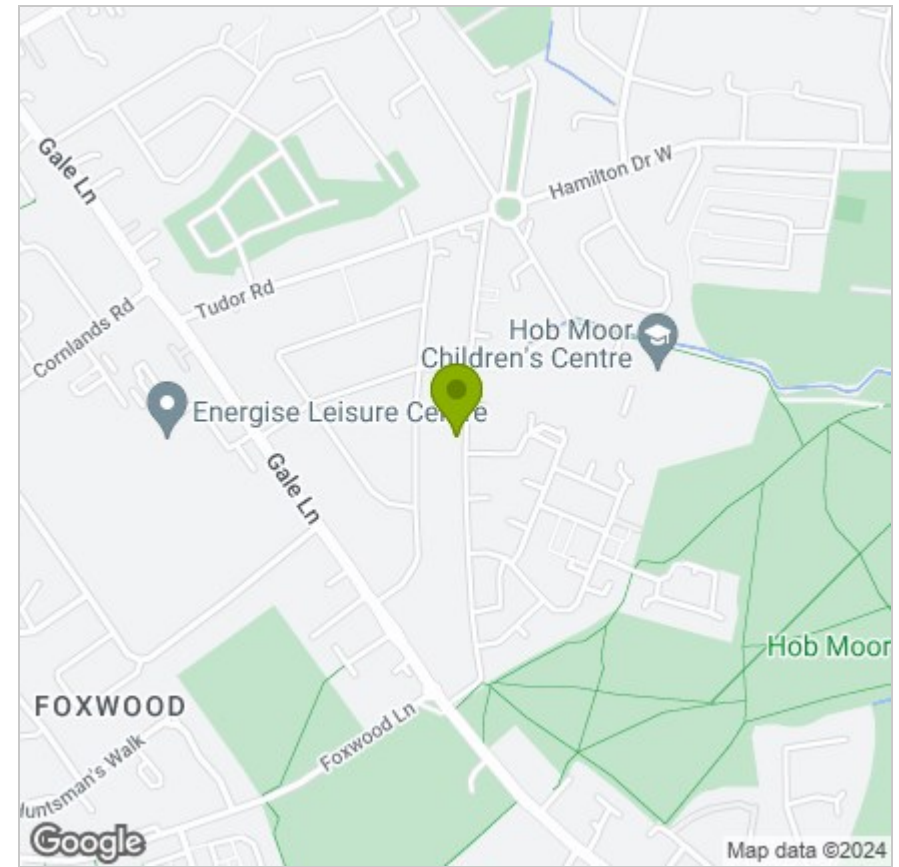 Gale Ln
Hamilton Dr W
Tudor Rd
Cornlands Rd
Hob Moor
Children's Centre
Energise Leisure Centre
Gale Ln
Hob Moor
FOXWOOD
Foxwood Ln
Huntsman's Walk
Google
Map data ©2024